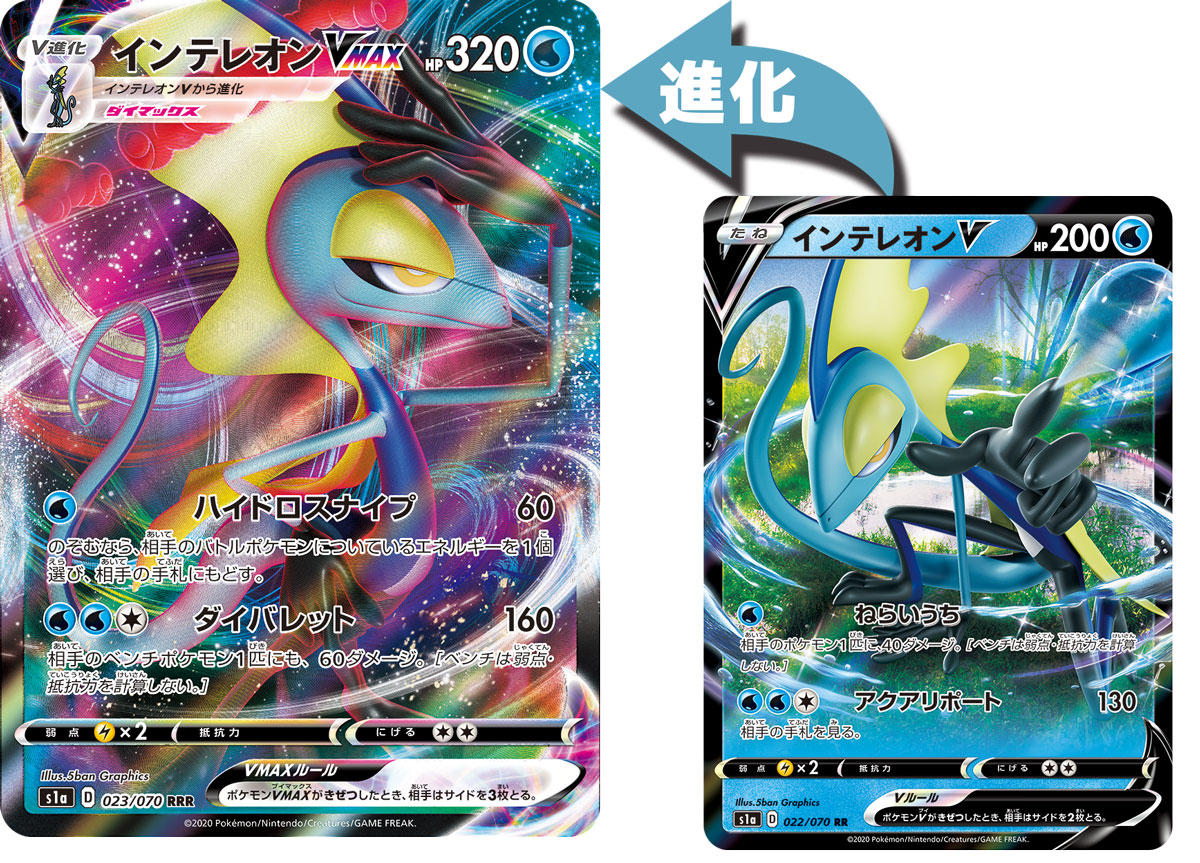 V進化
インテレオンVMAX HP320
インテレオンVから進化
ダイマックス
ハイドロスナイプ 60
のぞむなら、相手のバトルポケモンについているエネルギーを1個
選び、相手の手札にもどす。
ダイバレット 160
相手のベンチポケモン1匹にも、60ダメージ。[ベンチは弱点・
抵抗力を計算しない。]
弱点 ×2 抵抗力 にげる
Illus.5ban Graphics
VMAXルール
ポケモンVMAXがきぜつしたとき、相手はサイドを3枚とる。
s1a D 023/070 RRR
©2020 Pokémon/Nintendo/Creatures/GAME FREAK.
進化
たね インテレオンV HP200
ねらいうち
相手のポケモン1匹に、40ダメージ。[ベンチは弱点・抵抗力を計算
しない。]
アクアリポート 130
相手の手札を見る。
弱点 ×2 抵抗力 にげる
Illus.5ban Graphics
Vルール
ポケモンVがきぜつしたとき、相手はサイドを2枚とる。
s1a D 022/070 RR
©2020 Pokémon/Nintendo/Creatures/GAME FREAK.